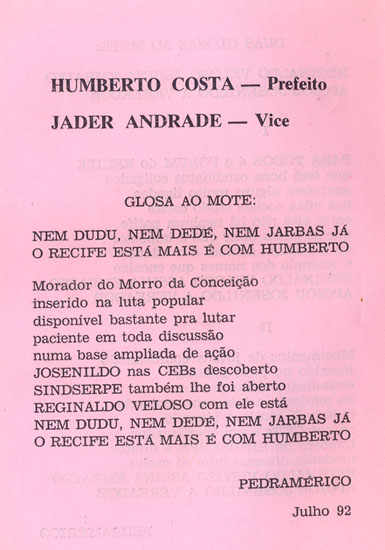 HUMBERTO COSTA — Prefeito
JADER ANDRADE — Vice
GLOSA AO MOTE:
NEM DUDU, NEM DEDÉ, NEM JARBAS JÁ
O RECIFE ESTÁ MAIS É COM HUMBERTO
Morador do Morro da Conceição
inserido na luta popular
disponível bastante pra lutar
paciente em toda discussão
numa base ampliada de ação
JOSENILDO nas CEBs descoberto
SINDSERPE também lhe foi aberto
REGINALDO VELOSO com ele está
NEM DUDU, NEM DEDÉ, NEM JARBAS JÁ
O RECIFE ESTÁ MAIS É COM HUMBERTO
PEDRAMÉRICO
Julho 92